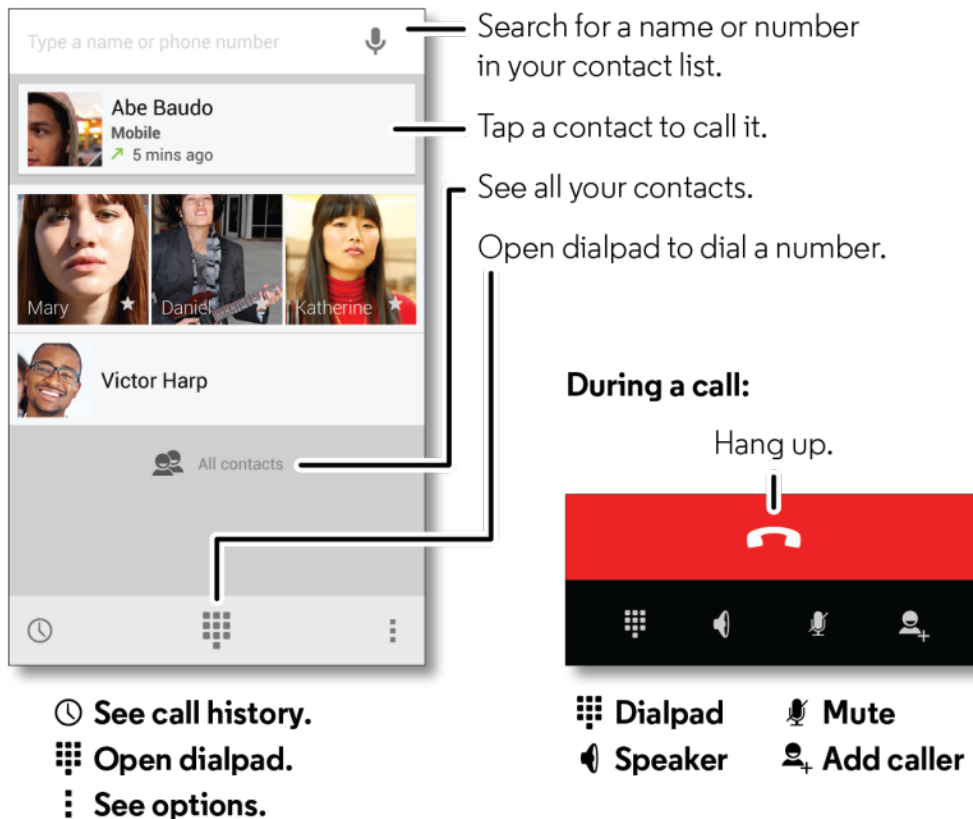 Type a name or phone number
Search for a name or number
in your contact list.
Abe Baudo
Mobile
5 mins ago
Tap a contact to call it.
See all your contacts.
Open dialpad to dial a number.
Mary
Daniel
Katherine
Victor Harp
All contacts
During a call:
Hang up.
See call history.
Open dialpad.
See options.
Dialpad
Mute
Speaker
Add caller